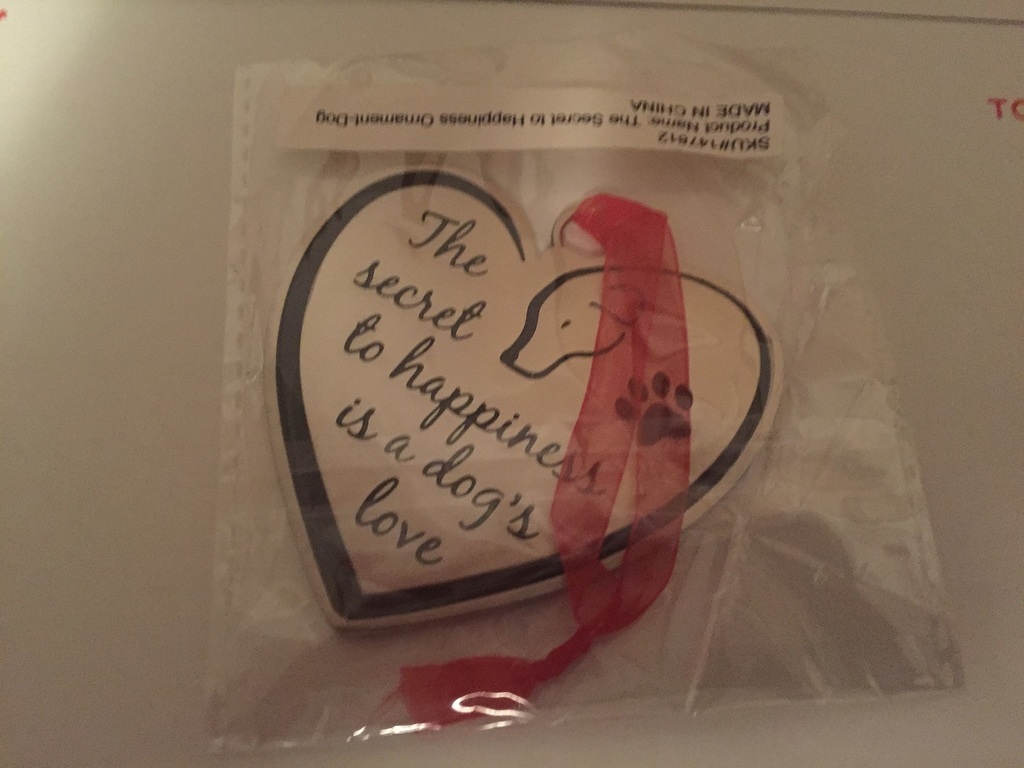 SKU#147612
Product Name: The Secret to Happiness Ornament-Dog
MADE IN CHINA
The
secret
to happiness
is a dog's
love
TO